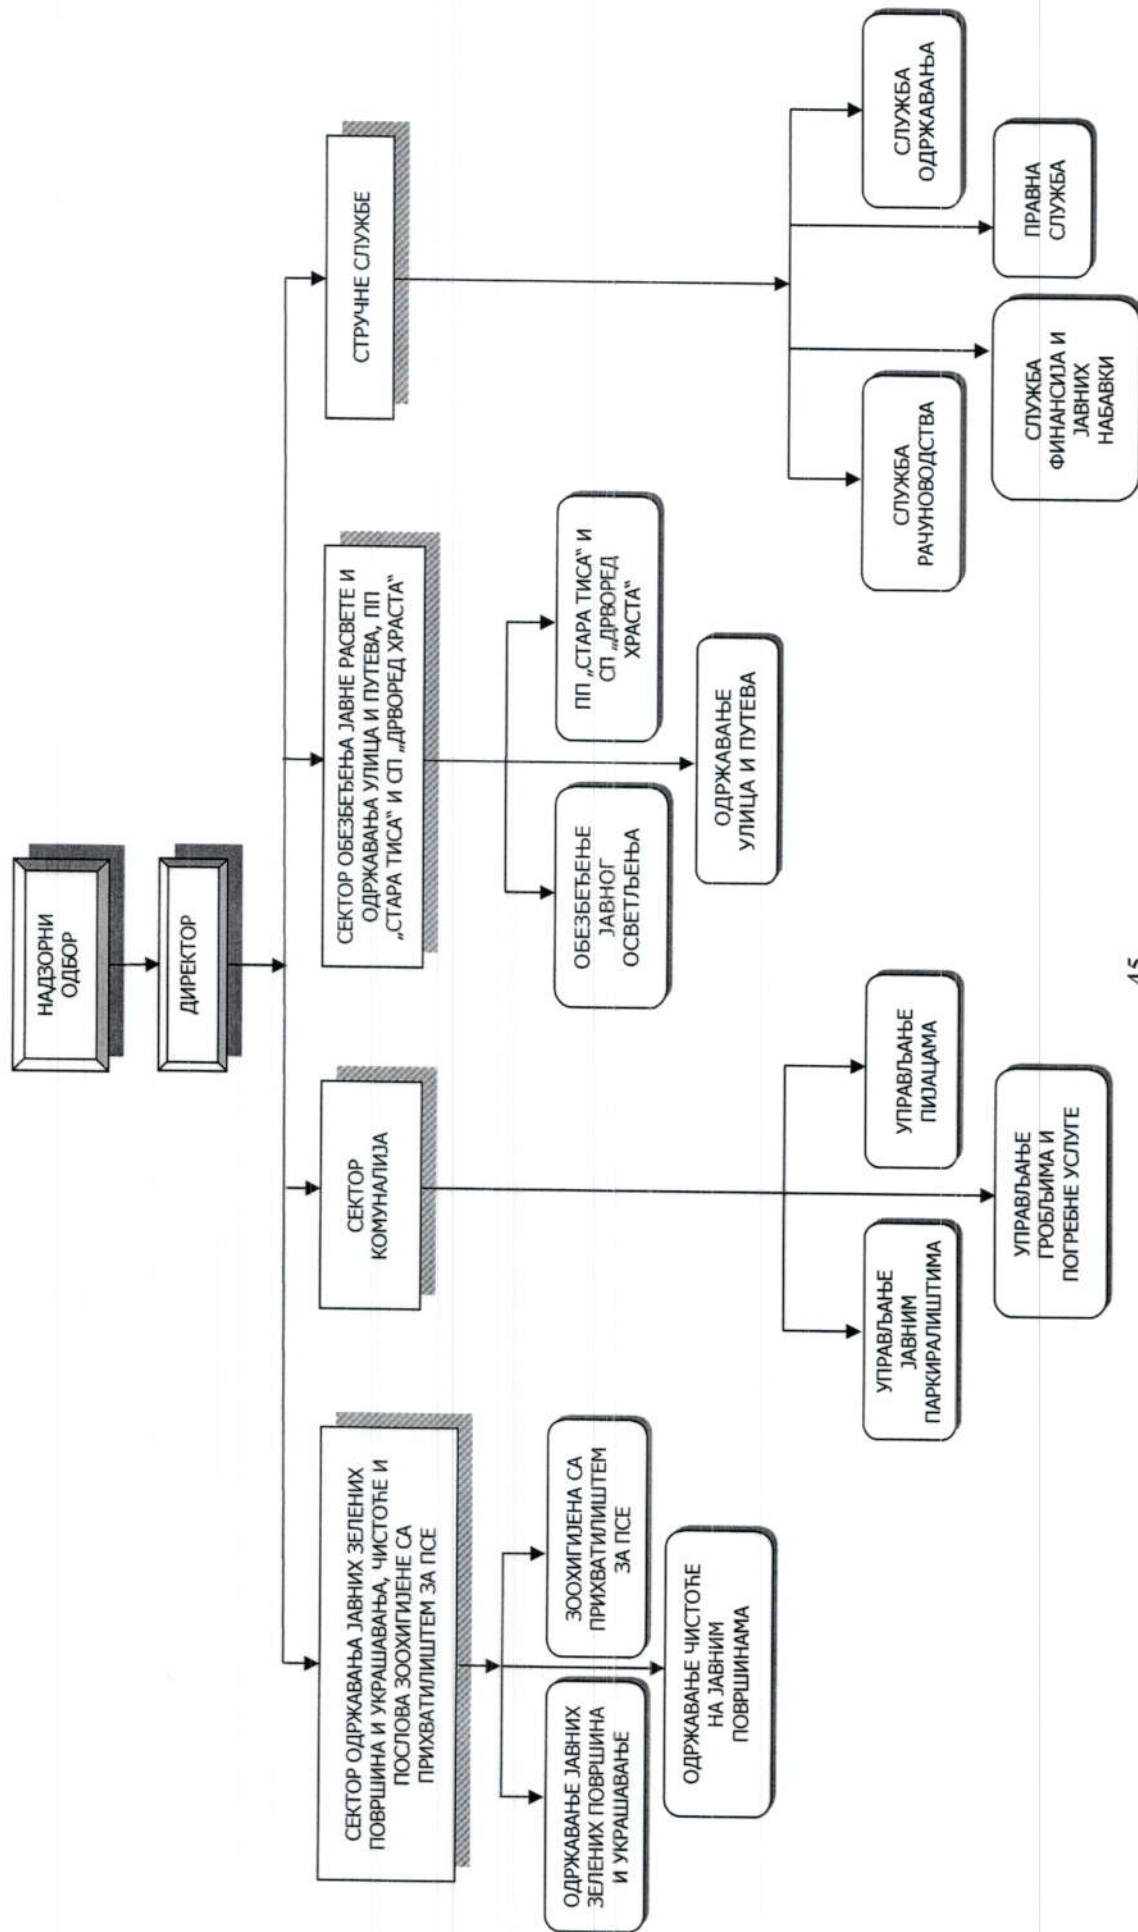 НАДЗОРНИ
ОДБОР
ДИРЕКТОР
СЕКТОР ОДРЖАВАЊА ЈАВНИХ ЗЕЛЕНИХ
ПОВРШИНА И УКРАШАВАЊА, ЧИСТОЋЕ И
ПОСЛОВА ЗООХИГИЈЕНЕ СА
ПРИХВАТИЛИШТЕМ ЗА ПСЕ
СЕКТОР
КОМУНАЛИЈА
СЕКТОР ОБЕЗБЕЂЕЊА ЈАВНЕ РАСВЕТЕ И
ОДРЖАВАЊА УЛИЦА И ПУТЕВА, ПП
„СТАРА ТИСА“ И СП „ДРВОРЕД ХРАСТА“
СТРУЧНЕ СЛУЖБЕ
ОДРЖАВАЊЕ ЈАВНИХ
ЗЕЛЕНИХ ПОВРШИНА
И УКРАШАВАЊЕ
ЗООХИГИЈЕНА СА
ПРИХВАТИЛИШТЕМ
ЗА ПСЕ
ОДРЖАВАЊЕ ЧИСТОЋЕ
НА ЈАВНИМ
ПОВРШИНАМА
УПРАВЉАЊЕ
ЈАВНИМ
ПАРКИРАЛИШТИМА
УПРАВЉАЊЕ
ПИЈАЦАМА
УПРАВЉАЊЕ
ГРОБЉИМА И
ПОГРЕБНЕ УСЛУГЕ
ОБЕЗБЕЂЕЊЕ
ЈАВНОГ
ОСВЕТЉЕЊА
ПП „СТАРА ТИСА“ И
СП „ДРВОРЕД
ХРАСТА“
ОДРЖАВАЊЕ
УЛИЦА И ПУТЕВА
СЛУЖБА
РАЧУНОВОДСТВА
СЛУЖБА
ОДРЖАВАЊА
СЛУЖБА
ФИНАНСИЈА И
ЈАВНИХ
НАБАВКИ
ПРАВНА
СЛУЖБА
45